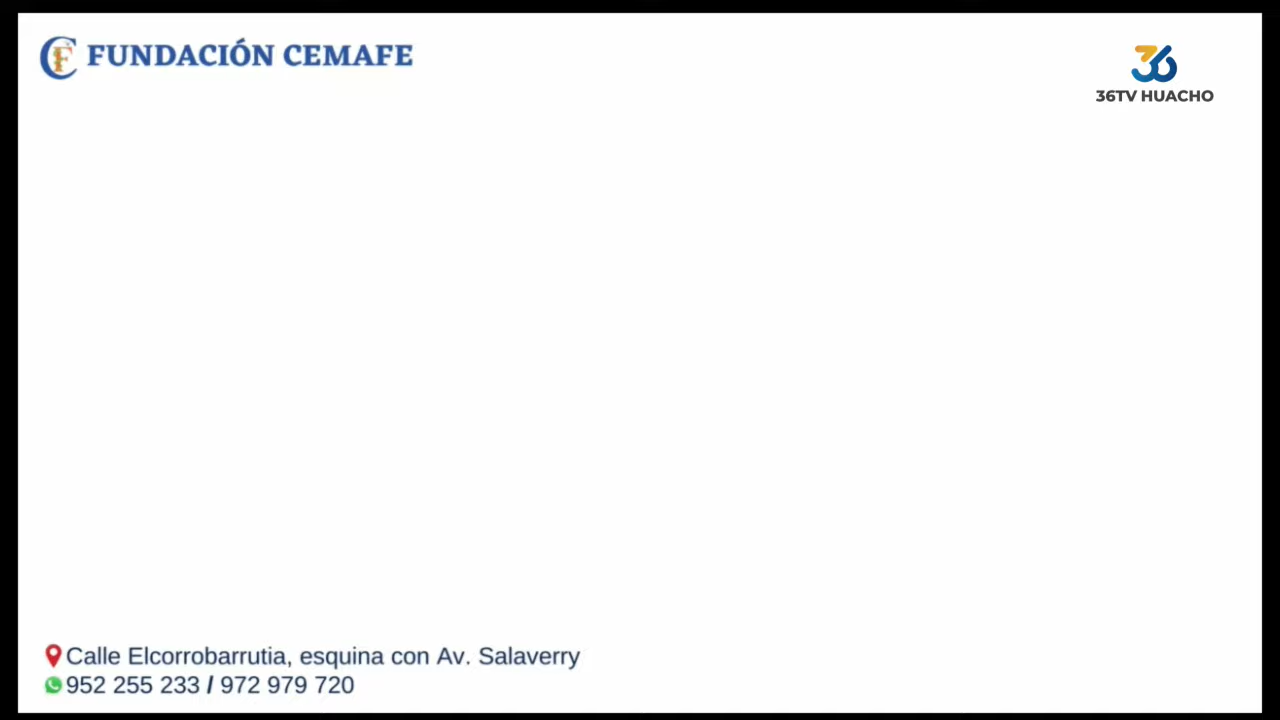 FUNDACIÓN CEMAFE
36TV HUACHO
Calle Elcorrobarrutia, esquina con Av. Salaverry
952 255 233 / 972 979 720